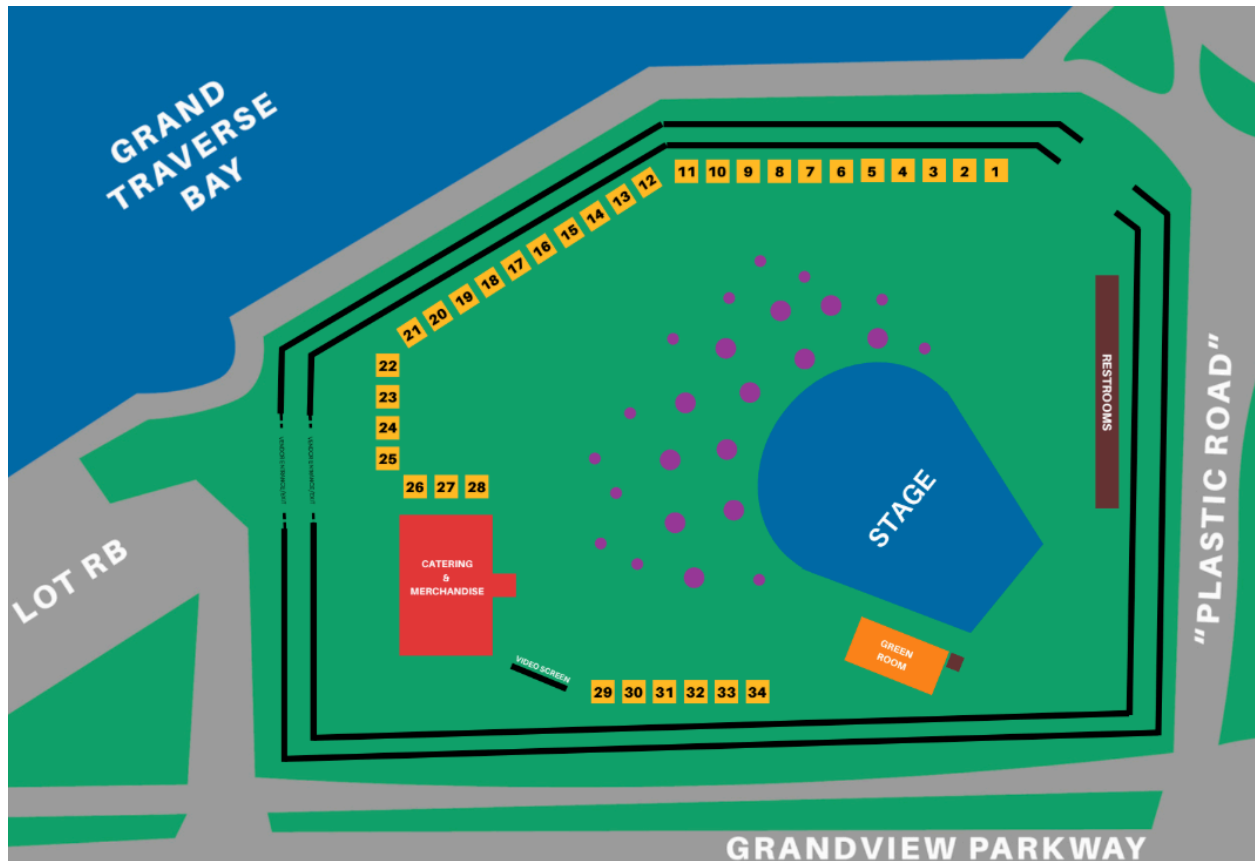 GRAND
TRAVERSE
BAY
11 10 9 8 7 6 5 4 3 2 1
12
13
14
15
16
17
18
19
20
21
22
23
24
25
26 27 28
RESTROOMS
"PLASTIC ROAD"
STAGE
LOT RB
CATERING
&
MERCHANDISE
VIDEO SCREEN
GREEN
ROOM
29 30 31 32 33 34
GRANDVIEW PARKWAY